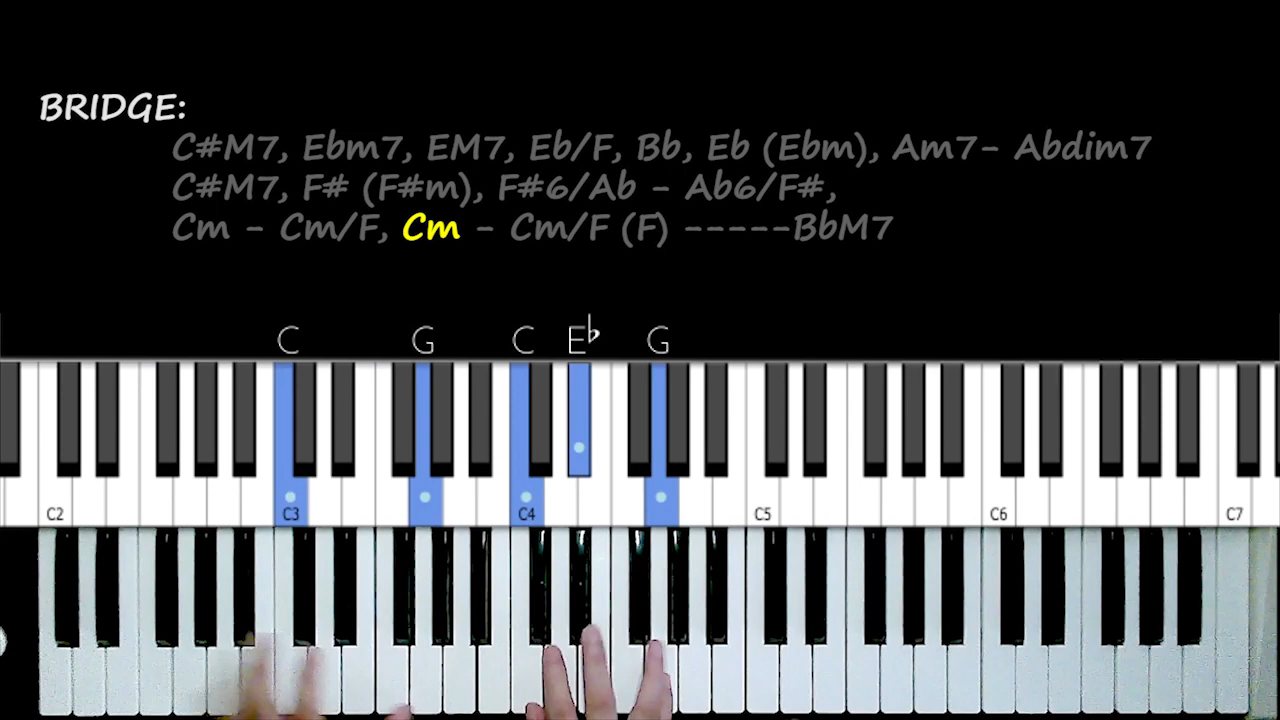 BRIDGE:
C#M7, Ebm7, EM7, Eb/F, Bb, Eb (Ebm), Am7- Abdim7
C#M7, F# (F#m), F#6/Ab - Ab6/F#,
Cm - Cm/F, Cm - Cm/F (F) -----BbM7
C G C E♭ G
C2 C3 C4 C5 C6 C7